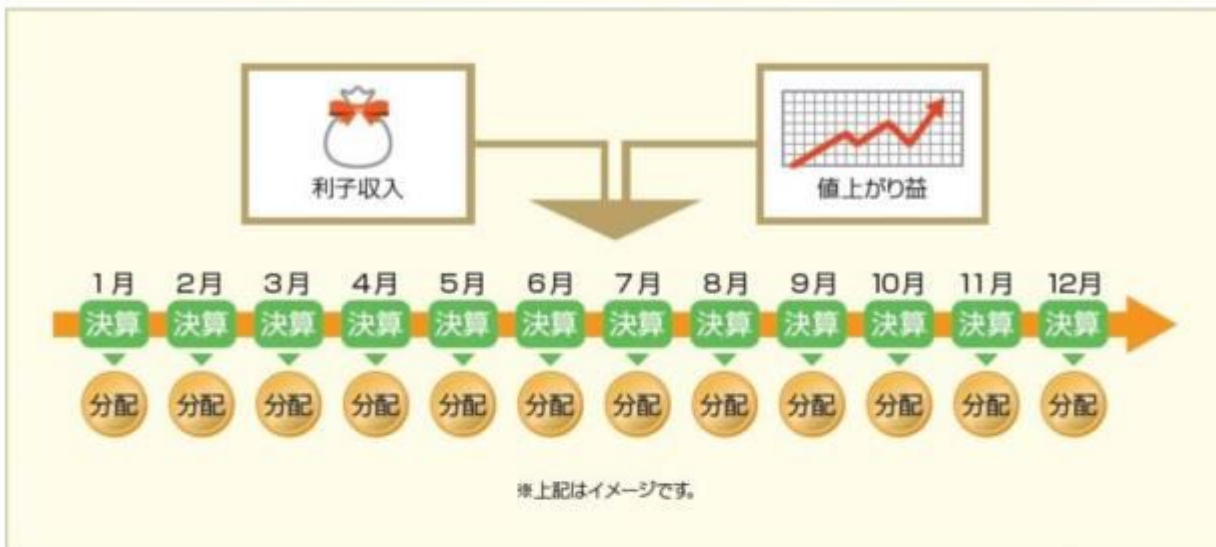 利子収入
値上がり益
1月 2月 3月 4月 5月 6月 7月 8月 9月 10月 11月 12月
決算 決算 決算 決算 決算 決算 決算 決算 決算 決算 決算 決算
分配 分配 分配 分配 分配 分配 分配 分配 分配 分配 分配 分配
※上記はイメージです。